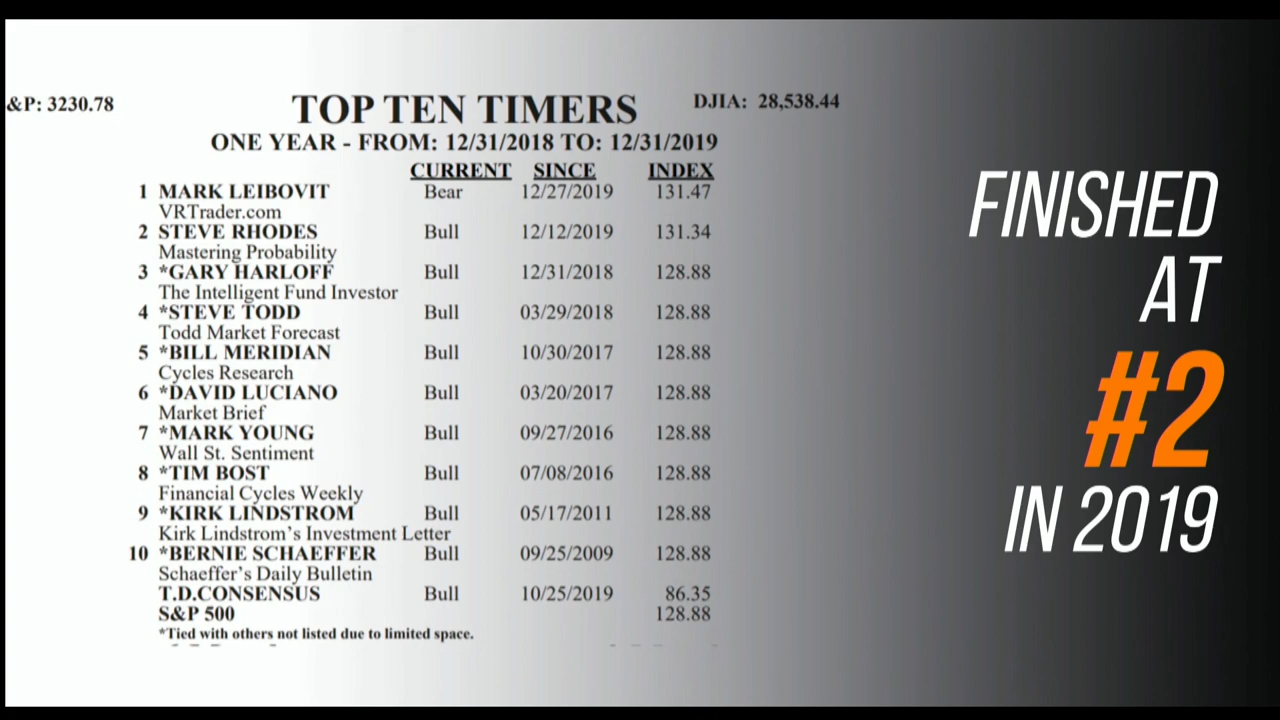 &P: 3230.78
TOP TEN TIMERS
DJIA: 28,538.44
ONE YEAR - FROM: 12/31/2018 TO: 12/31/2019
CURRENT SINCE INDEX
1 MARK LEIBOVIT Bear 12/27/2019 131.47
VRTrader.com
2 STEVE RHODES Bull 12/12/2019 131.34
Mastering Probability
3 *GARY HARLOFF Bull 12/31/2018 128.88
The Intelligent Fund Investor
4 *STEVE TODD Bull 03/29/2018 128.88
Todd Market Forecast
5 *BILL MERIDIAN Bull 10/30/2017 128.88
Cycles Research
6 *DAVID LUCIANO Bull 03/20/2017 128.88
Market Brief
7 *MARK YOUNG Bull 09/27/2016 128.88
Wall St. Sentiment
8 *TIM BOST Bull 07/08/2016 128.88
Financial Cycles Weekly
9 *KIRK LINDSTROM Bull 05/17/2011 128.88
Kirk Lindstrom's Investment Letter
10 *BERNIE SCHAEFFER Bull 09/25/2009 128.88
Schaeffer's Daily Bulletin
T.D.CONSENSUS Bull 10/25/2019 86.35
S&P 500 128.88
*Tied with others not listed due to limited space.
FINISHED
AT
#2
IN 2019